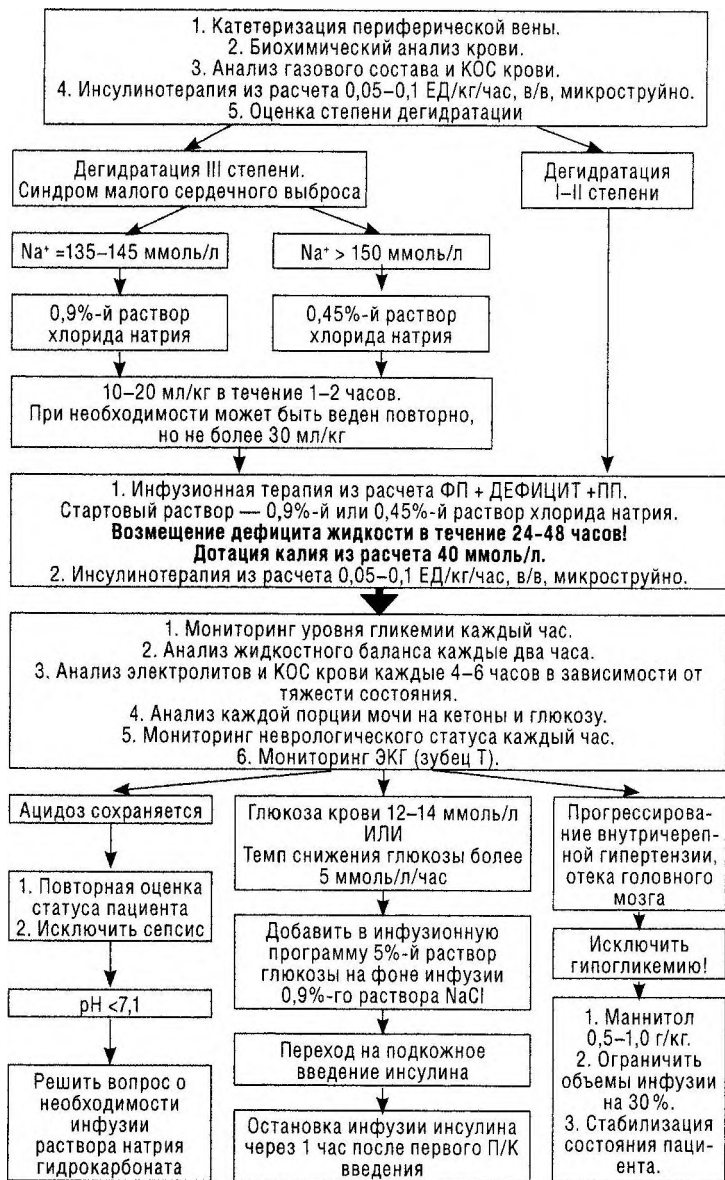 1. Катетеризация периферической вены.
2. Биохимический анализ крови.
3. Анализ газового состава и КОС крови.
4. Инсулинотерапия из расчета 0,05–0,1 ЕД/кг/час, в/в, микроструйно.
5. Оценка степени дегидратации
Дегидратация III степени.
Синдром малого сердечного выброса
Дегидратация
I–II степени
Na⁺ =135–145 ммоль/л
Na⁺ > 150 ммоль/л
0,9%-й раствор
хлорида натрия
0,45%-й раствор
хлорида натрия
10–20 мл/кг в течение 1–2 часов.
При необходимости может быть веден повторно,
но не более 30 мл/кг
1. Инфузионная терапия из расчета ФП + ДЕФИЦИТ +ПП.
Стартовый раствор — 0,9%-й или 0,45%-й раствор хлорида натрия.
Возмещение дефицита жидкости в течение 24-48 часов!
Дотация калия из расчета 40 ммоль/л.
2. Инсулинотерапия из расчета 0,05–0,1 ЕД/кг/час, в/в, микроструйно.
1. Мониторинг уровня гликемии каждый час.
2. Анализ жидкостного баланса каждые два часа.
3. Анализ электролитов и КОС крови каждые 4–6 часов в зависимости от
тяжести состояния.
4. Анализ каждой порции мочи на кетоны и глюкозу.
5. Мониторинг неврологического статуса каждый час.
6. Мониторинг ЭКГ (зубец Т).
Ацидоз сохраняется
1. Повторная оценка
статуса пациента
2. Исключить сепсис
рН <7,1
Решить вопрос о
необходимости
инфузии
раствора натрия
гидрокарбоната
Глюкоза крови 12–14 ммоль/л
ИЛИ
Темп снижения глюкозы более
5 ммоль/л/час
Добавить в инфузионную
программу 5%-й раствор
глюкозы на фоне инфузии
0,9%-го раствора NaCl
Переход на подкожное
введение инсулина
Остановка инфузии инсулина
через 1 час после первого П/К
введения
Прогрессиро-
вание внутричереп-
ной гипертензии,
отека головного
мозга
Исключить
гипогликемию!
1. Маннитол
0,5–1,0 г/кг.
2. Ограничить
объемы инфузии
на 30%.
3. Стабилизация
состояния паци-
ента.